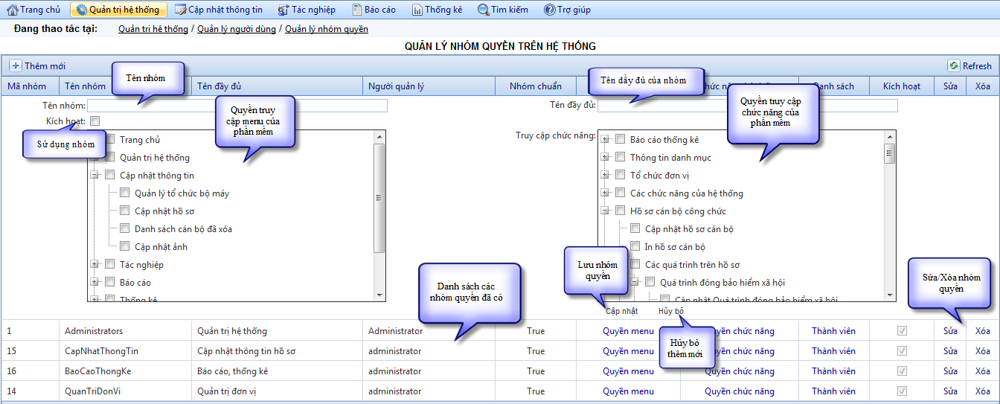 Trang chủ Quản trị hệ thống Cập nhật thông tin Tác nghiệp Báo cáo Thống kê Tìm kiếm Trợ giúp
Đang thao tác tại: Quản trị hệ thống / Quản lý người dùng / Quản lý nhóm quyền
QUẢN LÝ NHÓM QUYỀN TRÊN HỆ THỐNG
Thêm mới Refresh
Tên nhóm
Tên dầy đủ của nhóm
Mã nhóm Tên nhóm Tên đầy đủ Người quản lý Nhóm chuẩn Danh sách Kích hoạt Sửa Xóa
Tên nhóm: Tên đầy đủ:
Kích hoạt:
Quyền truy
cập menu của
phần mềm
Quyền truy cập
chức năng của
phần mềm
Sử dụng nhóm
Trang chủ
Quản trị hệ thống
Cập nhật thông tin
Quản lý tổ chức bộ máy
Cập nhật hồ sơ
Danh sách cán bộ đã xóa
Cập nhật ảnh
Tác nghiệp
Báo cáo
Thống kê
Truy cập chức năng:
Báo cáo thống kê
Thông tin danh mục
Tổ chức đơn vị
Các chức năng của hệ thống
Hồ sơ cán bộ công chức
Cập nhật hồ sơ cán bộ
In hồ sơ cán bộ
Các quá trình trên hồ sơ
Quá trình đóng bảo hiểm xã hội
Cập nhật Quá trình đóng bảo hiểm xã hội
Lưu nhóm
quyền
Danh sách các
nhóm quyền đã có
Sửa/Xóa nhóm
quyền
Cập nhật Hủy bỏ
Hủy bỏ
thêm mới
1 Administrators Quản trị hệ thống Administrator True Quyền menu Quyền chức năng Thành viên Sửa Xóa
15 CapNhatThongTin Cập nhật thông tin hồ sơ administrator True Quyền menu Quyền chức năng Thành viên Sửa Xóa
16 BaoCaoThongKe Báo cáo, thống kê administrator True Quyền menu Quyền chức năng Thành viên Sửa Xóa
14 QuanTriDonVi Quản trị đơn vị administrator True Quyền menu Quyền chức năng Thành viên Sửa Xóa